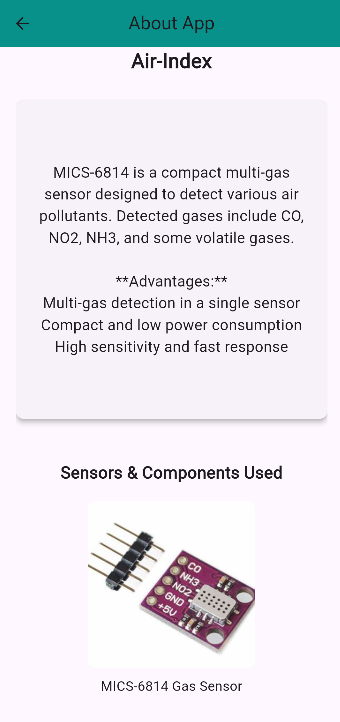 About App
Air-Index
MICS-6814 is a compact multi-gas
sensor designed to detect various air
pollutants. Detected gases include CO,
NO2, NH3, and some volatile gases.
**Advantages:**
Multi-gas detection in a single sensor
Compact and low power consumption
High sensitivity and fast response
Sensors & Components Used
CO
NH3
NO2
GND
+5V
MICS-6814 Gas Sensor